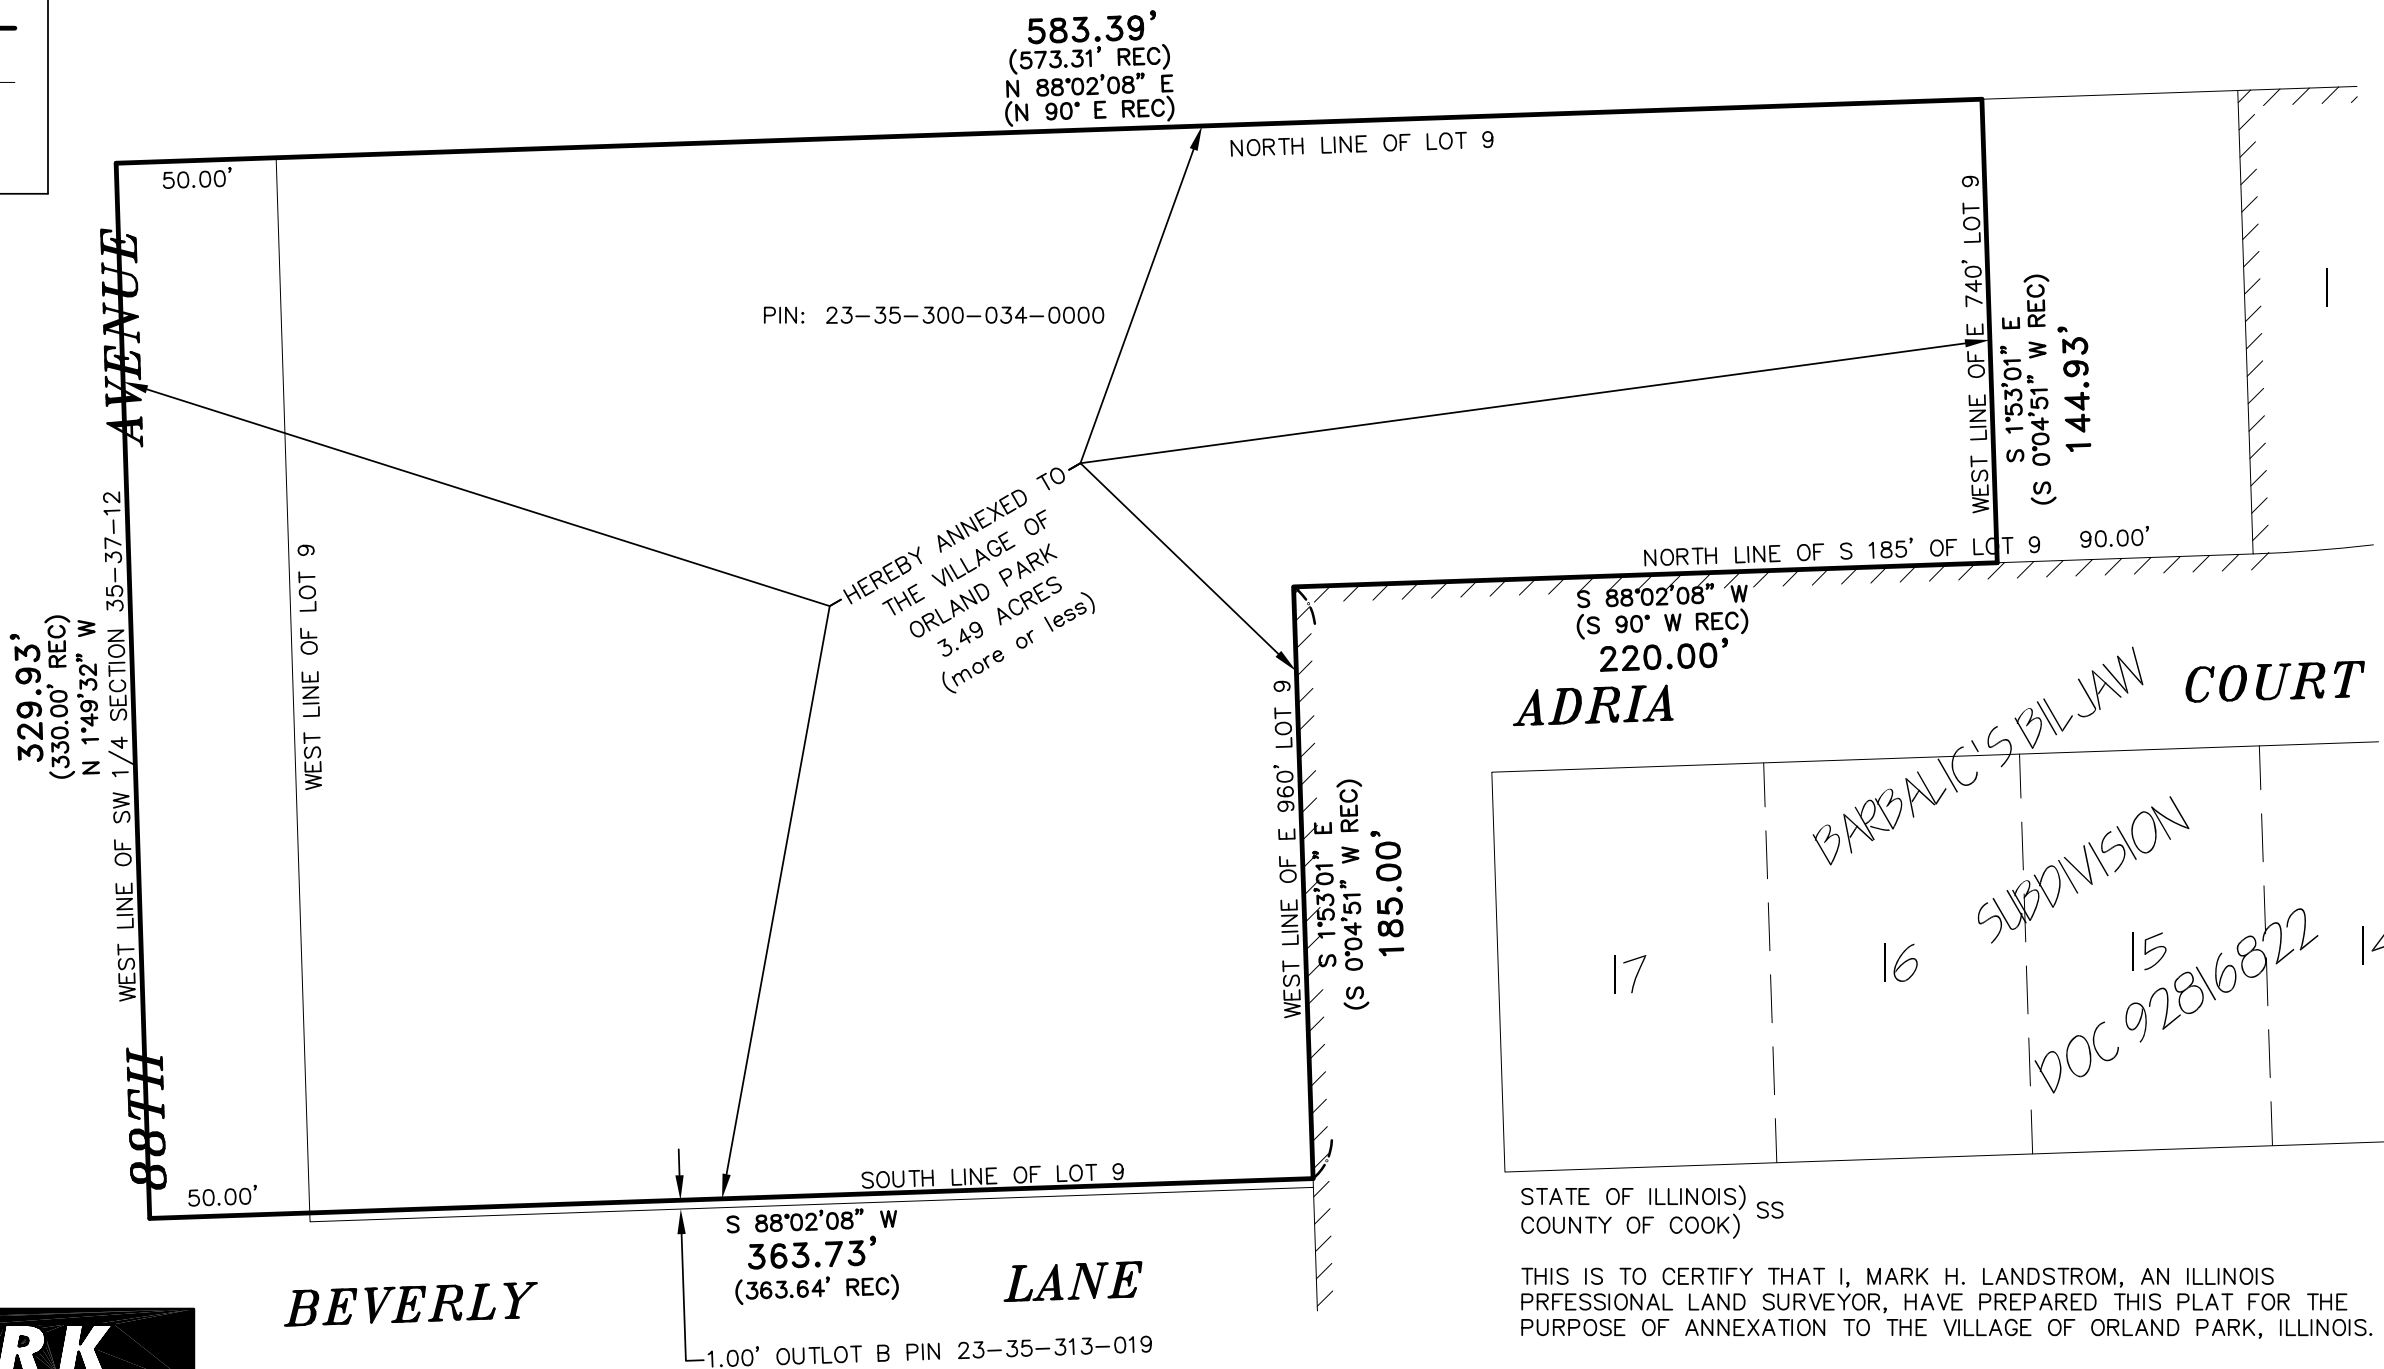 583.39’
(573.31’ REC)
N 88°02’08” E
(N 90° E REC)
NORTH LINE OF LOT 9
50.00’
PIN: 23–35–300–034–0000
88TH AVENUE
329.93’
(330.00’ REC)
N 1°49’32” W
WEST LINE OF SW 1/4 SECTION 35–37–12
WEST LINE OF LOT 9
HEREBY ANNEXED TO
THE VILLAGE OF
ORLAND PARK
3.49 ACRES
(more or less)
WEST LINE OF E 740’ LOT 9
S 1°53’01” E
(S 0°04’51” W REC)
144.93’
1
NORTH LINE OF S 185’ OF LOT 9
90.00’
S 88°02’08” W
(S 90° W REC)
220.00’
ADRIA COURT
WEST LINE OF E 960’ LOT 9
S 1°53’01” E
(S 0°04’51” W REC)
185.00’
BARBALIC'S BILJAW
SUBDIVISION
DOC 92816822
17
16
15
14
50.00’
SOUTH LINE OF LOT 9
S 88°02’08” W
363.73’
(363.64’ REC)
BEVERLY LANE
1.00’ OUTLOT B PIN 23–35–313–019
RK
STATE OF ILLINOIS)
SS
COUNTY OF COOK)
THIS IS TO CERTIFY THAT I, MARK H. LANDSTROM, AN ILLINOIS
PRFESSIONAL LAND SURVEYOR, HAVE PREPARED THIS PLAT FOR THE
PURPOSE OF ANNEXATION TO THE VILLAGE OF ORLAND PARK, ILLINOIS.